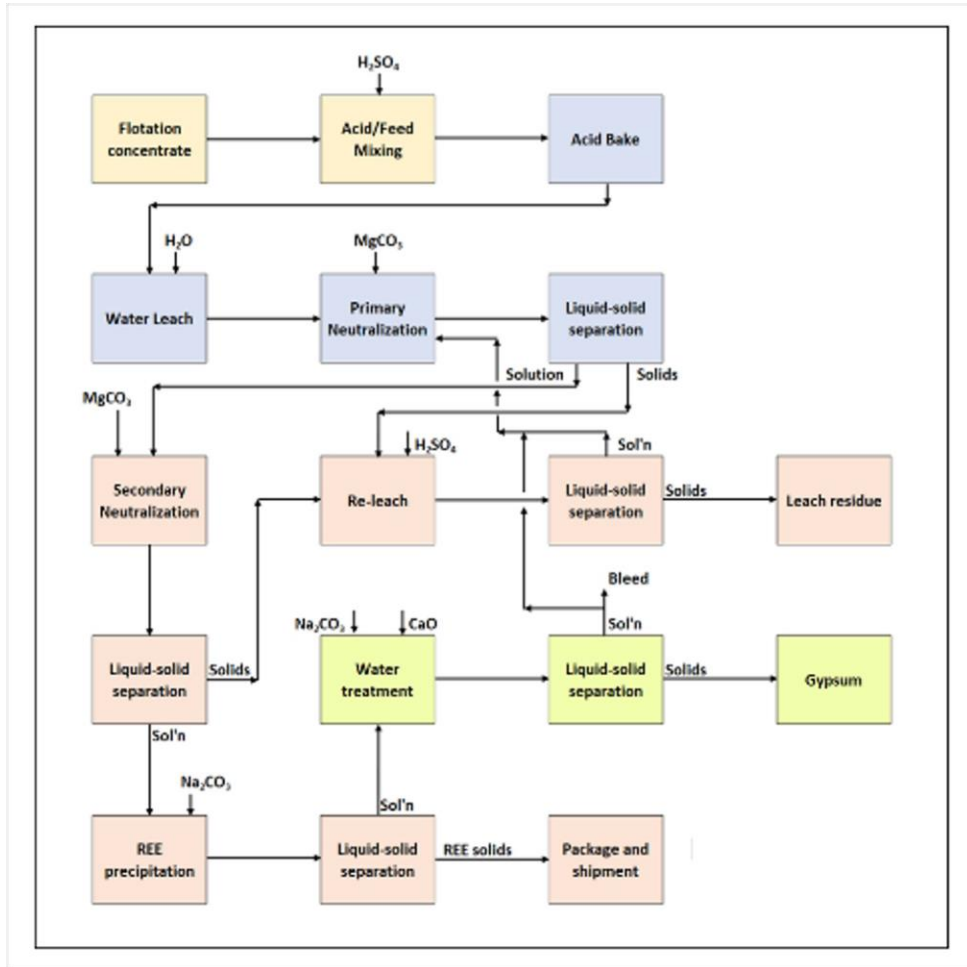 H₂SO₄
Flotation
concentrate
Acid/Feed
Mixing
Acid Bake
H₂O
MgCO₃
Water Leach
Primary
Neutralization
Liquid-solid
separation
Solution
Solids
MgCO₃
H₂SO₄
Sol'n
Secondary
Neutralization
Re-leach
Liquid-solid
separation
Solids
Leach residue
Bleed
Na₂CO₃
CaO
Sol'n
Liquid-solid
separation
Solids
Water
treatment
Liquid-solid
separation
Solids
Gypsum
Sol'n
Na₂CO₃
Sol'n
REE
precipitation
Liquid-solid
separation
REE solids
Package and
shipment